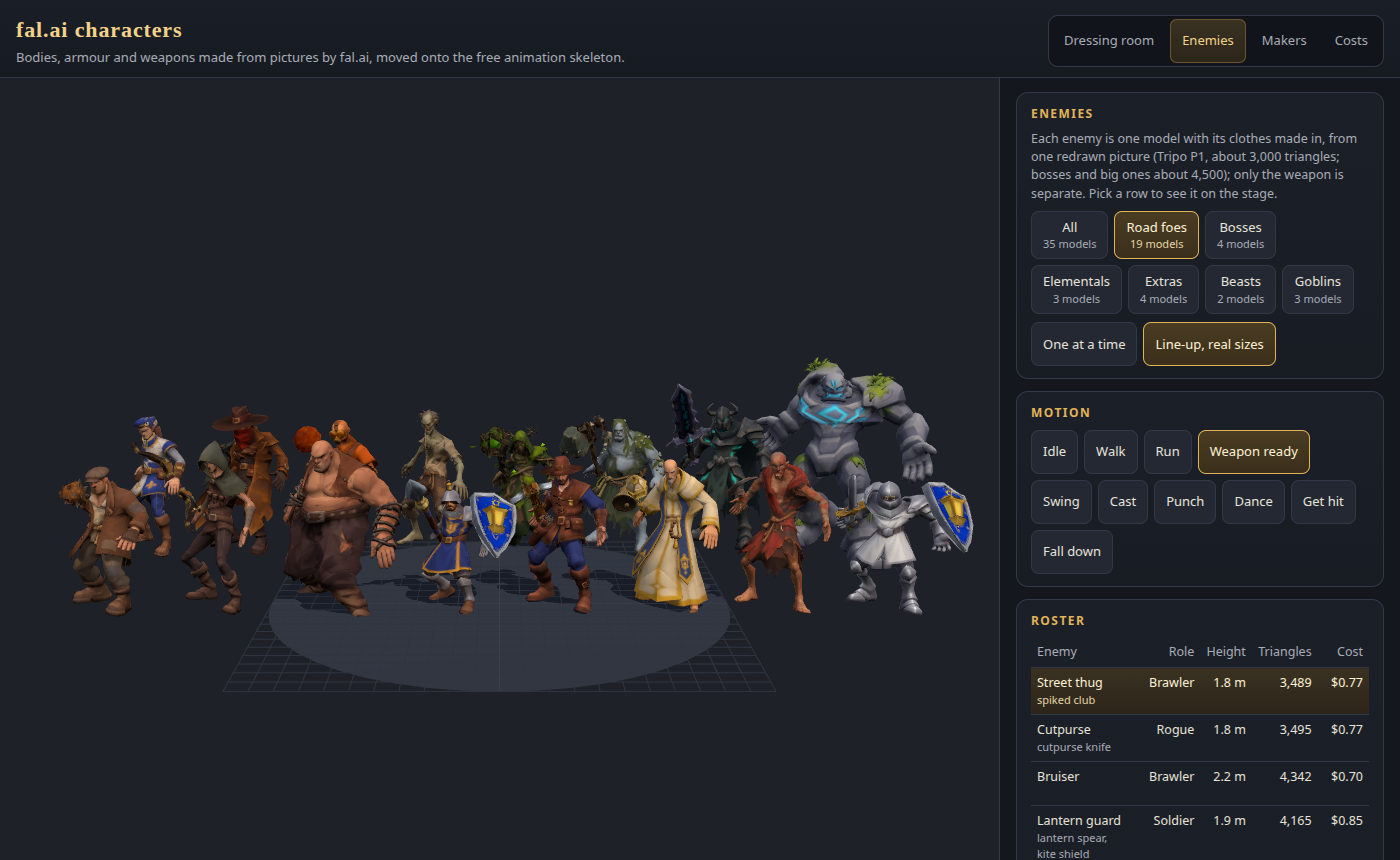 fal.ai characters
Bodies, armour and weapons made from pictures by fal.ai, moved onto the free animation skeleton.
Dressing room
Enemies
Makers
Costs
ENEMIES
Each enemy is one model with its clothes made in, from
one redrawn picture (Tripo P1, about 3,000 triangles;
bosses and big ones about 4,500); only the weapon is
separate. Pick a row to see it on the stage.
All
35 models
Road foes
19 models
Bosses
4 models
Elementals
3 models
Extras
4 models
Beasts
2 models
Goblins
3 models
One at a time
Line-up, real sizes
MOTION
Idle
Walk
Run
Weapon ready
Swing
Cast
Punch
Dance
Get hit
Fall down
ROSTER
Enemy Role Height Triangles Cost
Street thug Brawler 1.8 m 3,489 $0.77
spiked club
Cutpurse Rogue 1.8 m 3,495 $0.77
cutpurse knife
Bruiser Brawler 2.2 m 4,342 $0.70
Lantern guard Soldier 1.9 m 4,165 $0.85
lantern spear,
kite shield